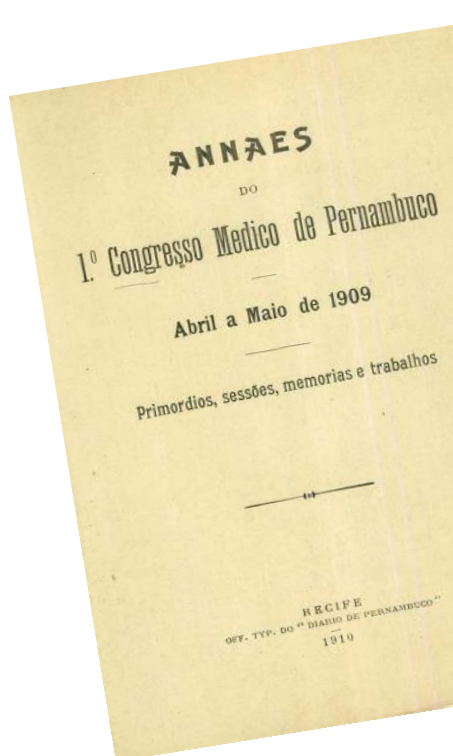 ANNAES
DO
1.º Congresso Medico de Pernambuco
Abril a Maio de 1909
Primordios, sessões, memorias e trabalhos
RECIFE
OFF. TYP. DO "DIARIO DE PERNAMBUCO"
1910